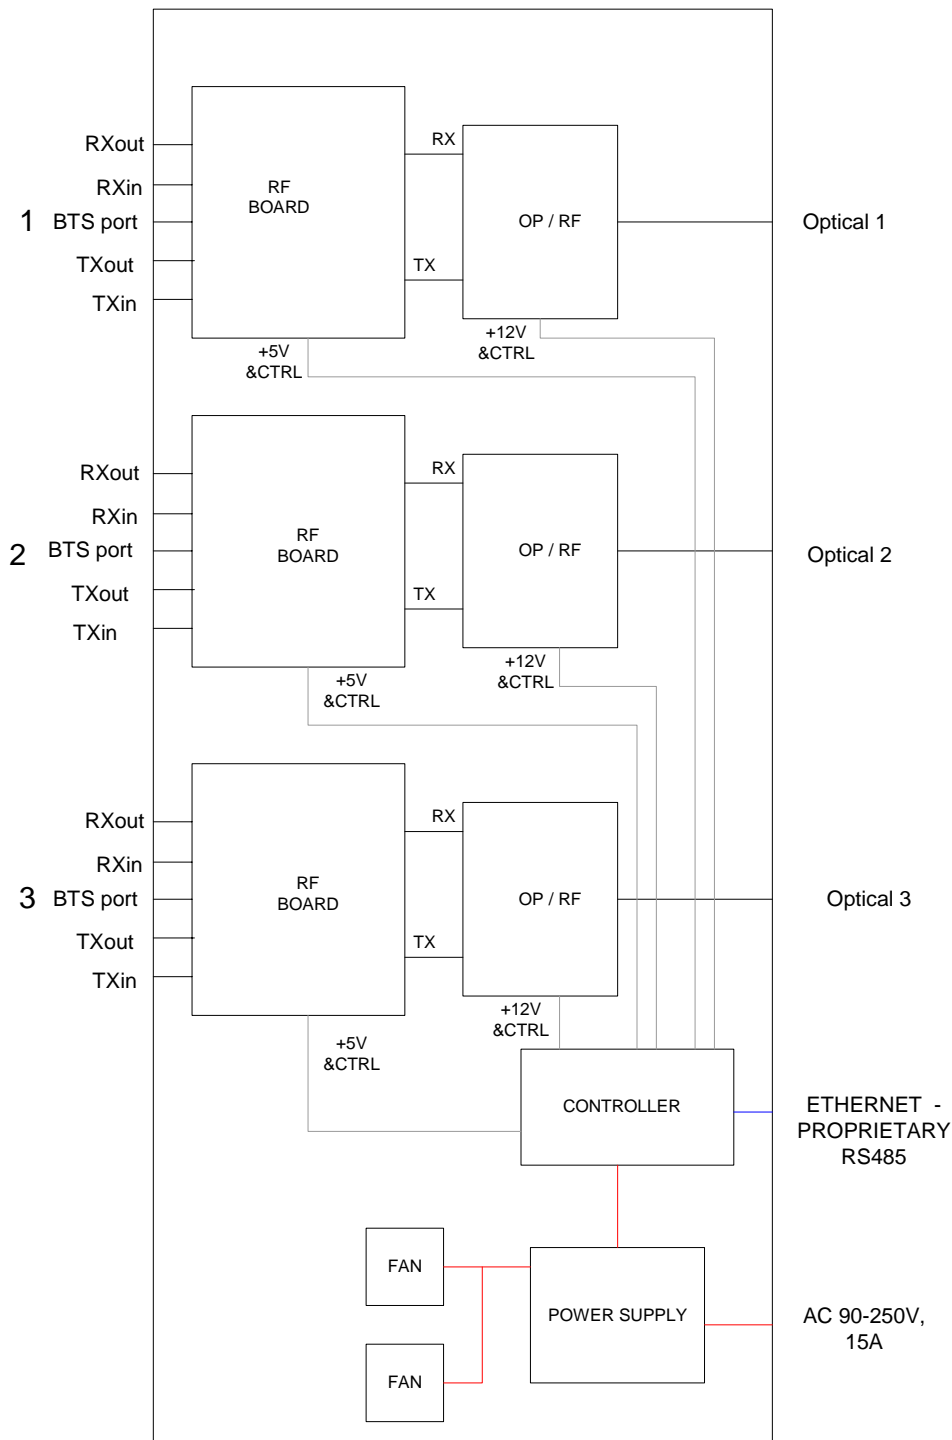 RXout
RXin
1 BTS port
TXout
TXin
RF
BOARD
RX
TX
OP / RF
Optical 1
+5V
&CTRL
+12V
&CTRL
RXout
RXin
2 BTS port
TXout
TXin
RF
BOARD
RX
TX
OP / RF
Optical 2
+5V
&CTRL
+12V
&CTRL
RXout
RXin
3 BTS port
TXout
TXin
RF
BOARD
RX
TX
OP / RF
Optical 3
+5V
&CTRL
+12V
&CTRL
CONTROLLER
ETHERNET -
PROPRIETARY
RS485
FAN
FAN
POWER SUPPLY
AC 90-250V,
15A